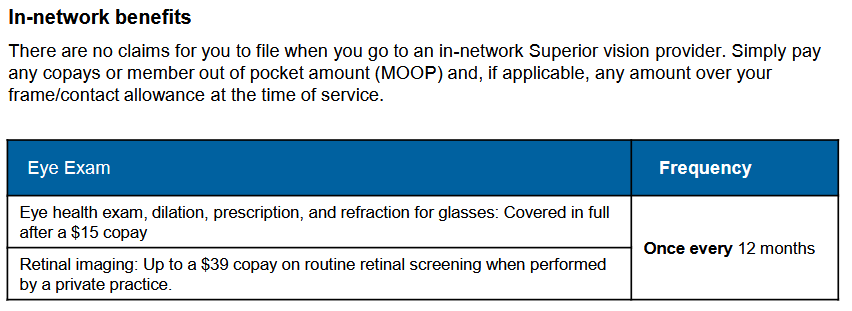 In-network benefits
There are no claims for you to file when you go to an in-network Superior vision provider. Simply pay
any copays or member out of pocket amount (MOOP) and, if applicable, any amount over your
frame/contact allowance at the time of service.
Eye Exam
Frequency
Eye health exam, dilation, prescription, and refraction for glasses: Covered in full
after a $15 copay
Once every 12 months
Retinal imaging: Up to a $39 copay on routine retinal screening when performed
by a private practice.